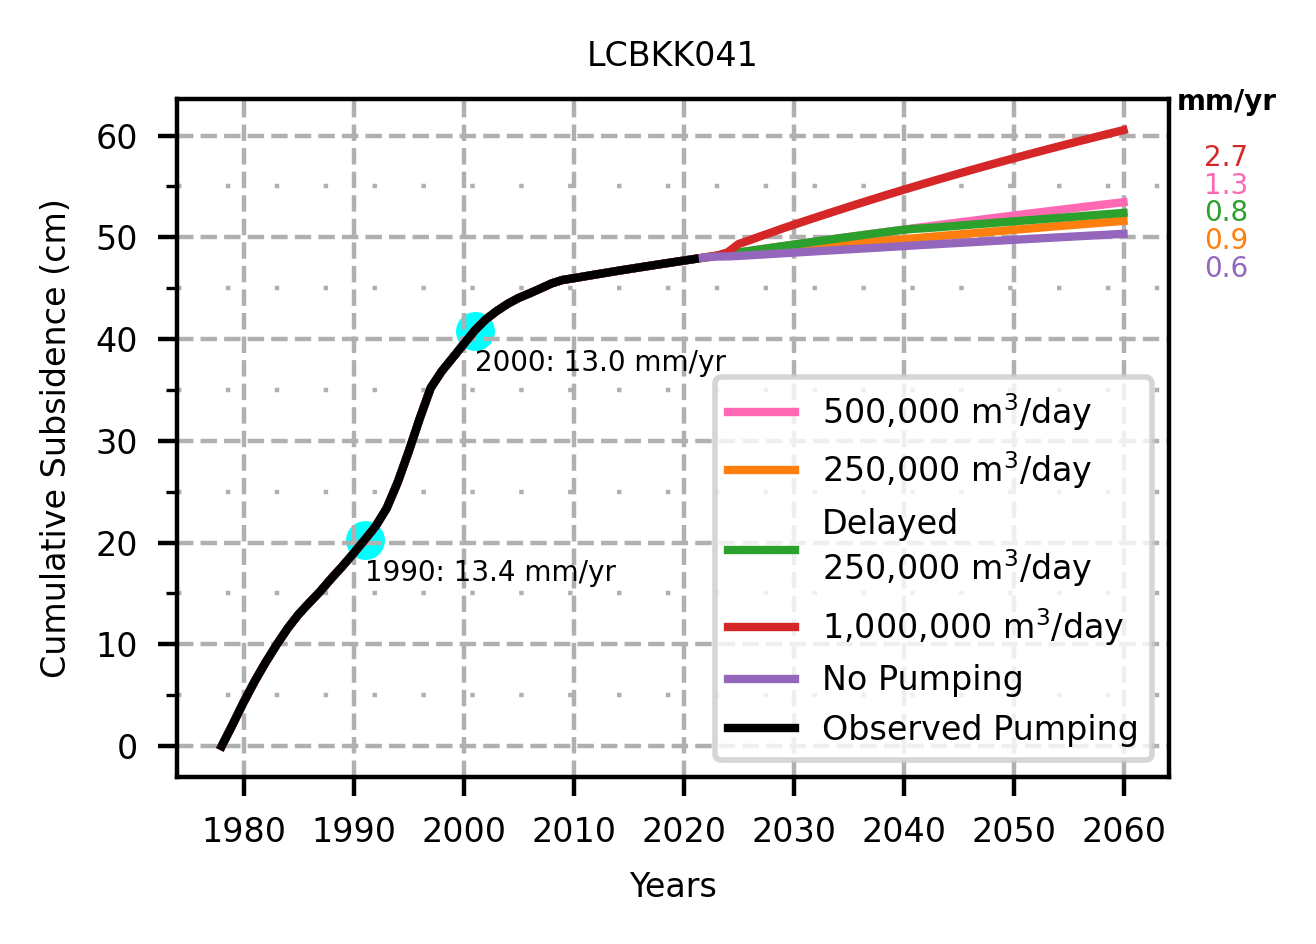 LCBKK041
mm/yr
2.7
1.3
0.8
0.9
0.6
Cumulative Subsidence (cm)
60
50
40
30
20
10
0
2000: 13.0 mm/yr
1990: 13.4 mm/yr
500,000 m³/day
250,000 m³/day
Delayed
250,000 m³/day
1,000,000 m³/day
No Pumping
Observed Pumping
1980 1990 2000 2010 2020 2030 2040 2050 2060
Years